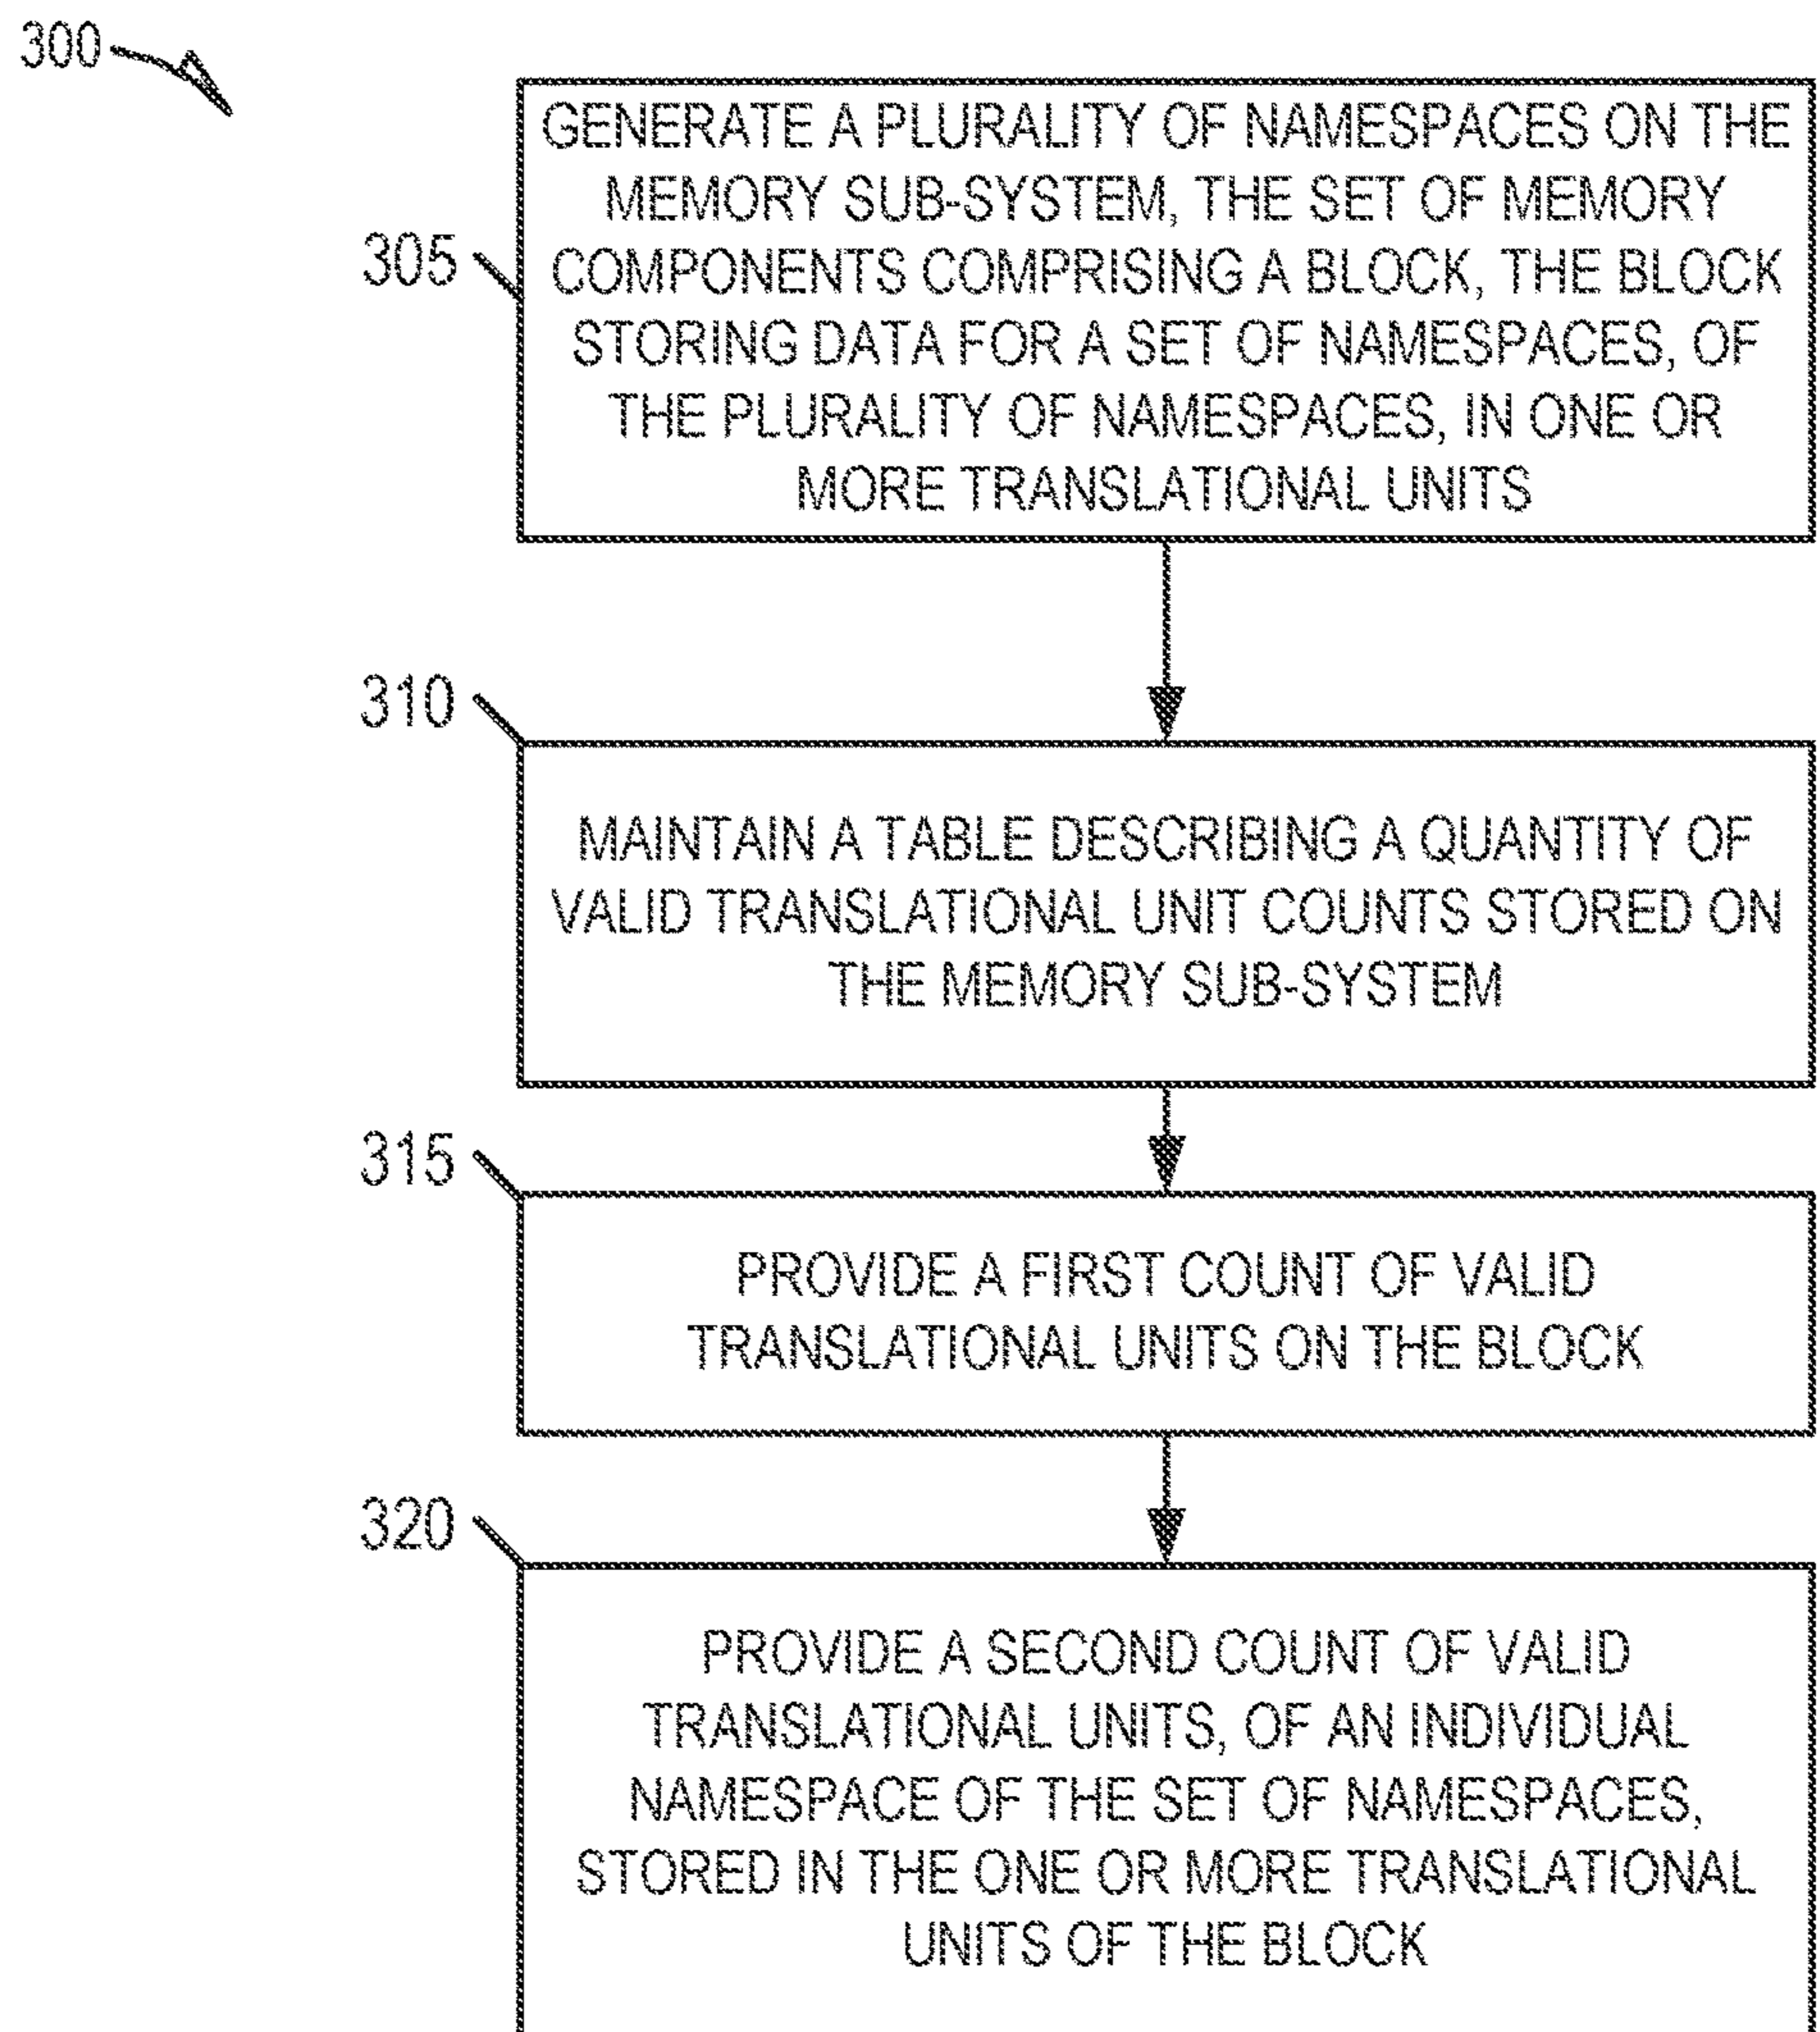 300
GENERATE A PLURALITY OF NAMESPACES ON THE
MEMORY SUB-SYSTEM, THE SET OF MEMORY
305
COMPONENTS COMPRISING A BLOCK, THE BLOCK
STORING DATA FOR A SET OF NAMESPACES, OF
THE PLURALITY OF NAMESPACES, IN ONE OR
MORE TRANSLATIONAL UNITS
310
MAINTAIN A TABLE DESCRIBING A QUANTITY OF
VALID TRANSLATIONAL UNIT COUNTS STORED ON
THE MEMORY SUB-SYSTEM
315
PROVIDE A FIRST COUNT OF VALID
TRANSLATIONAL UNITS ON THE BLOCK
320
PROVIDE A SECOND COUNT OF VALID
TRANSLATIONAL UNITS, OF AN INDIVIDUAL
NAMESPACE OF THE SET OF NAMESPACES,
STORED IN THE ONE OR MORE TRANSLATIONAL
UNITS OF THE BLOCK